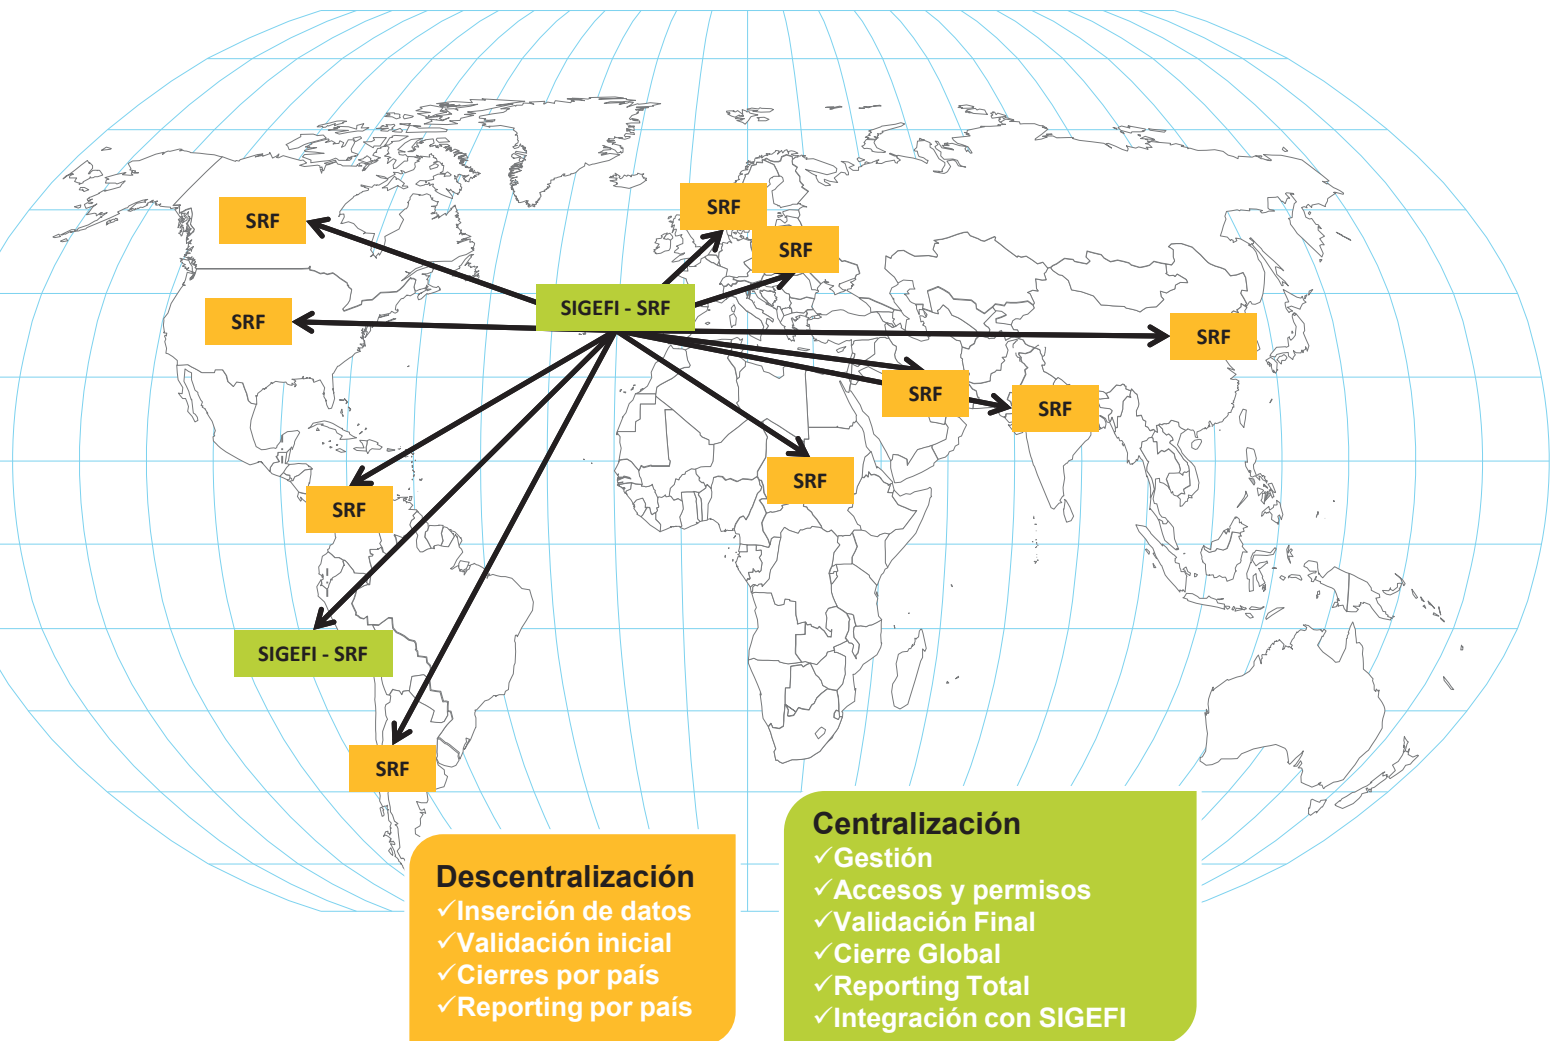 SRF
SRF
SRF
SIGEFI - SRF
SRF
SRF
SRF
SRF
SRF
SRF
SIGEFI - SRF
SRF
Descentralización
✓Inserción de datos
✓Validación inicial
✓Cierres por país
✓Reporting por país
Centralización
✓Gestión
✓Accesos y permisos
✓Validación Final
✓Cierre Global
✓Reporting Total
✓Integración con SIGEFI